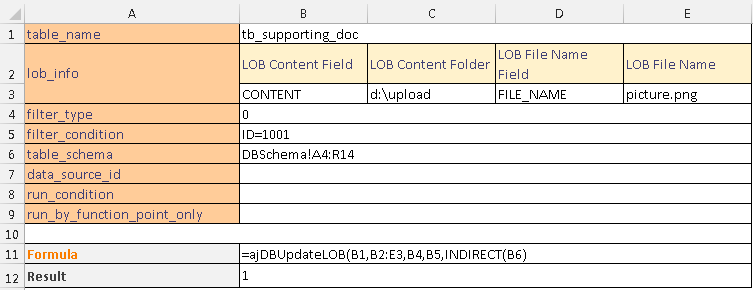 A B C D E
1 table_name tb_supporting_doc
2 lob_info LOB Content Field LOB Content Folder LOB File Name Field LOB File Name
3 CONTENT d:\upload FILE_NAME picture.png
4 filter_type 0
5 filter_condition ID=1001
6 table_schema DBSchema!A4:R14
7 data_source_id
8 run_condition
9 run_by_function_point_only
10
11 Formula =ajDBUpdateLOB(B1,B2:E3,B4,B5,INDIRECT(B6)
12 Result 1